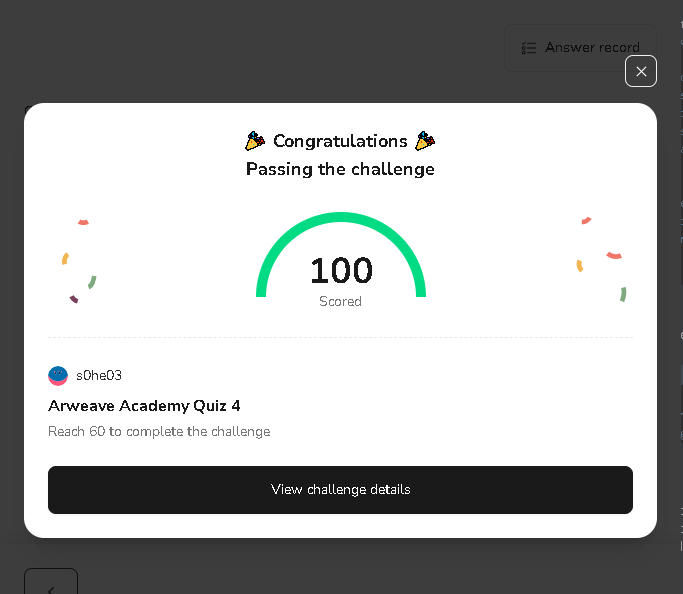 Answer record
Congratulations
Passing the challenge
100
Scored
s0he03
Arweave Academy Quiz 4
Reach 60 to complete the challenge
View challenge details